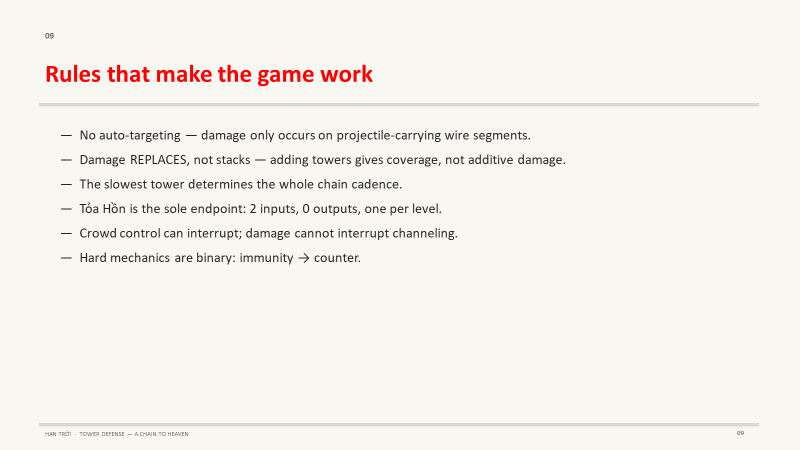 09
Rules that make the game work
— No auto-targeting — damage only occurs on projectile-carrying wire segments.
— Damage REPLACES, not stacks — adding towers gives coverage, not additive damage.
— The slowest tower determines the whole chain cadence.
— Tỏa Hồn is the sole endpoint: 2 inputs, 0 outputs, one per level.
— Crowd control can interrupt; damage cannot interrupt channeling.
— Hard mechanics are binary: immunity → counter.
HẠN TRỜI · TOWER DEFENSE — A CHAIN TO HEAVEN
09